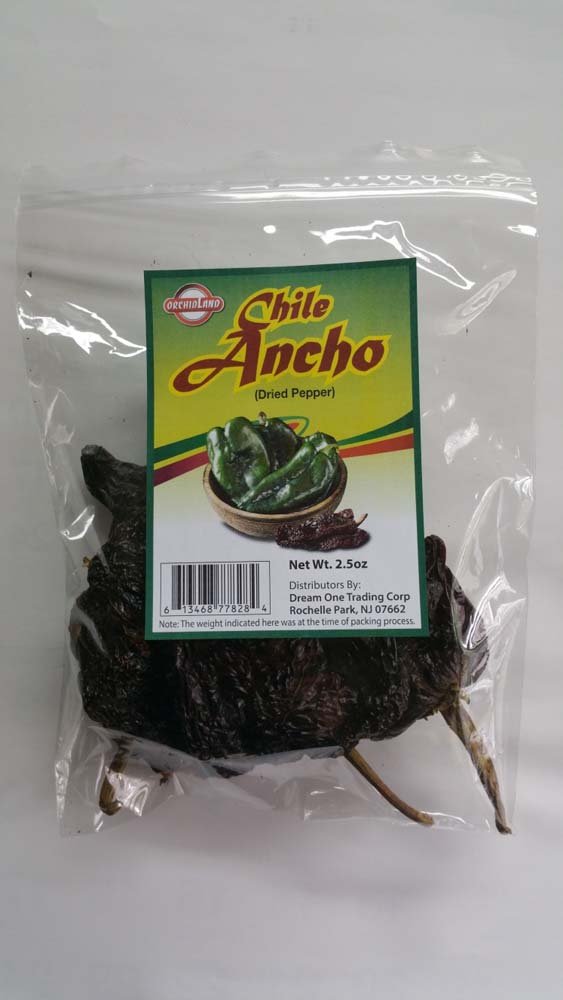 OrchidLand
Chile
Ancho
(Dried Pepper)
Net Wt. 2.5oz
Distributors By:
Dream One Trading Corp
Rochelle Park, NJ 07662
6 13468 77828 4
Note: The weight indicated here was at the time of packing process.